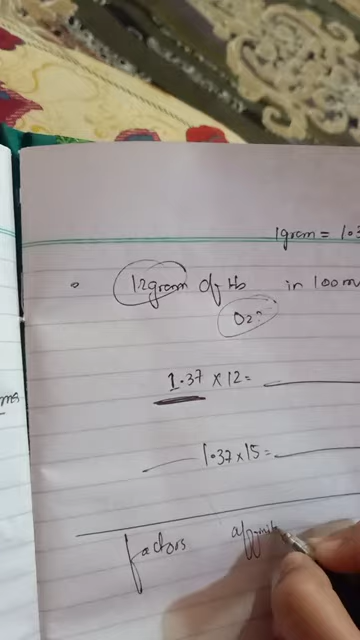 1gram = 1.3
12gram of Hb in 100m
O2?
1.37 × 12 =
1.37 × 15 =
factors